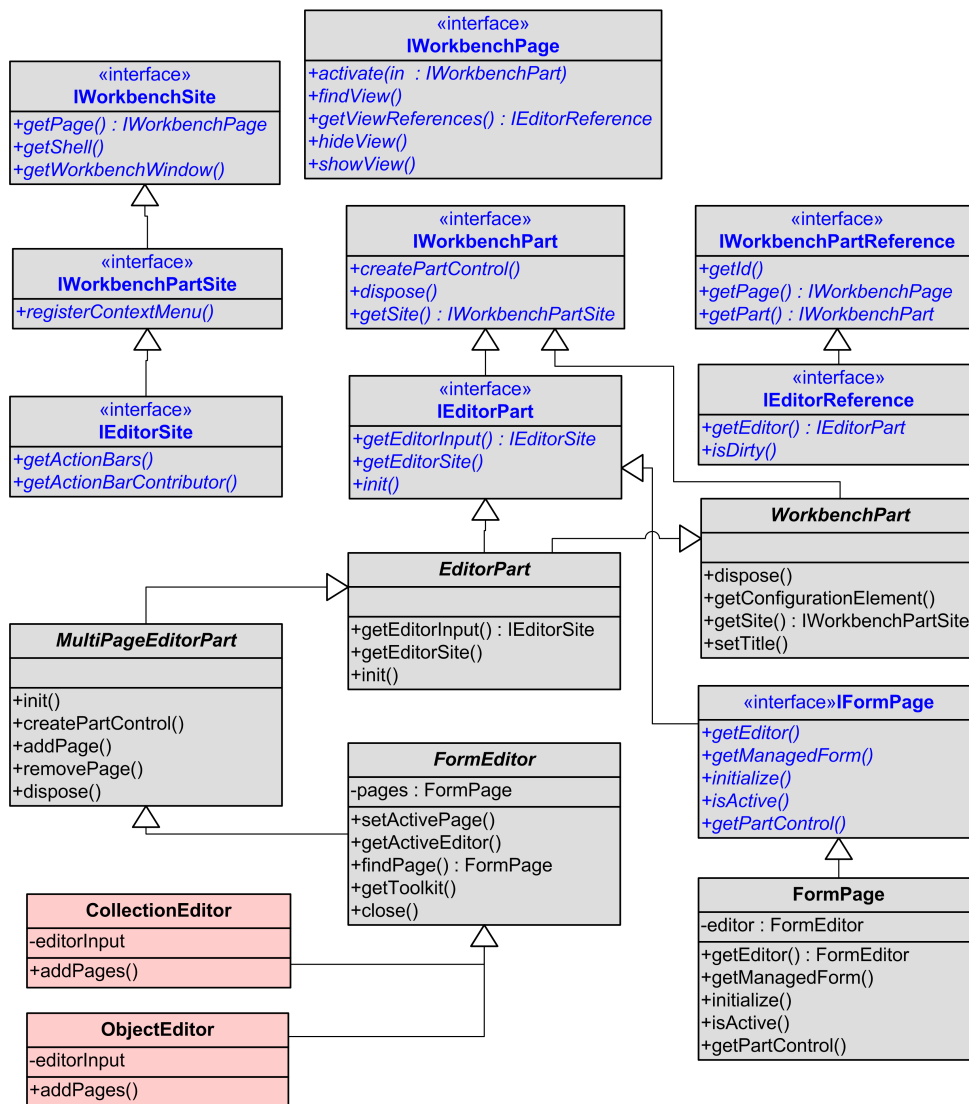 «interface»
IWorkbenchPage
+activate(in : IWorkbenchPart)
+findView()
+getViewReferences() : IEditorReference
+hideView()
+showView()
«interface»
IWorkbenchSite
+getPage() : IWorkbenchPage
+getShell()
+getWorkbenchWindow()
«interface»
IWorkbenchPart
+createPartControl()
+dispose()
+getSite() : IWorkbenchPartSite
«interface»
IWorkbenchPartReference
+getId()
+getPage() : IWorkbenchPage
+getPart() : IWorkbenchPart
«interface»
IWorkbenchPartSite
+registerContextMenu()
«interface»
IEditorPart
+getEditorInput() : IEditorSite
+getEditorSite()
+init()
«interface»
IEditorReference
+getEditor() : IEditorPart
+isDirty()
«interface»
IEditorSite
+getActionBars()
+getActionBarContributor()
WorkbenchPart
+dispose()
+getConfigurationElement()
+getSite() : IWorkbenchPartSite
+setTitle()
EditorPart
+getEditorInput() : IEditorSite
+getEditorSite()
+init()
MultiPageEditorPart
+init()
+createPartControl()
+addPage()
+removePage()
+dispose()
«interface»IFormPage
+getEditor()
+getManagedForm()
+initialize()
+isActive()
+getPartControl()
FormEditor
-pages : FormPage
+setActivePage()
+getActiveEditor()
+findPage() : FormPage
+getToolkit()
+close()
FormPage
-editor : FormEditor
+getEditor() : FormEditor
+getManagedForm()
+initialize()
+isActive()
+getPartControl()
CollectionEditor
-editorInput
+addPages()
ObjectEditor
-editorInput
+addPages()